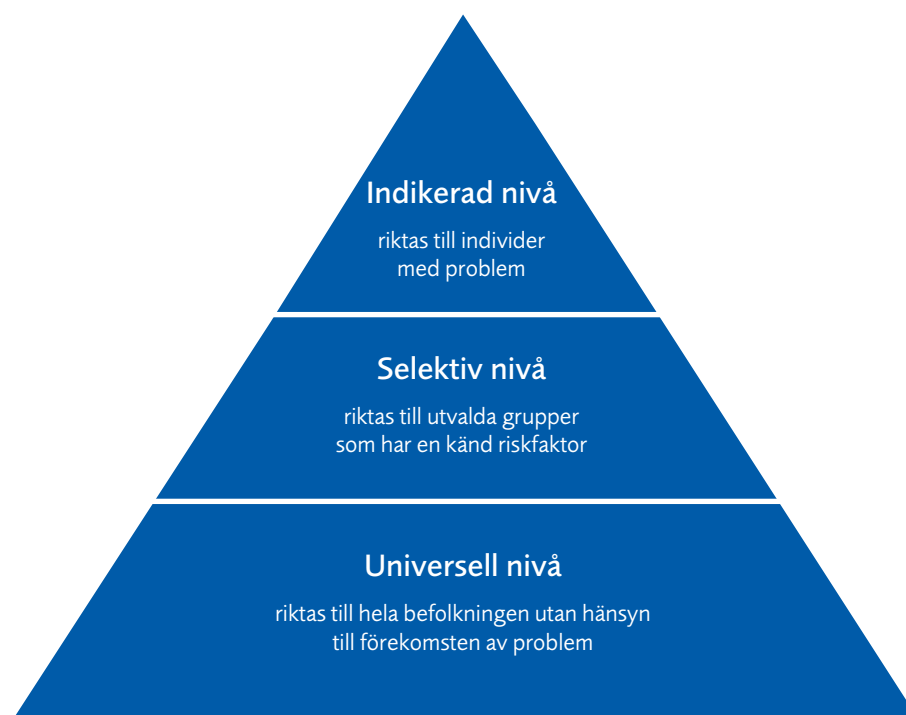 Indikerad nivå
riktas till individer
med problem
Selektiv nivå
riktas till utvalda grupper
som har en känd riskfaktor
Universell nivå
riktas till hela befolkningen utan hänsyn
till förekomsten av problem